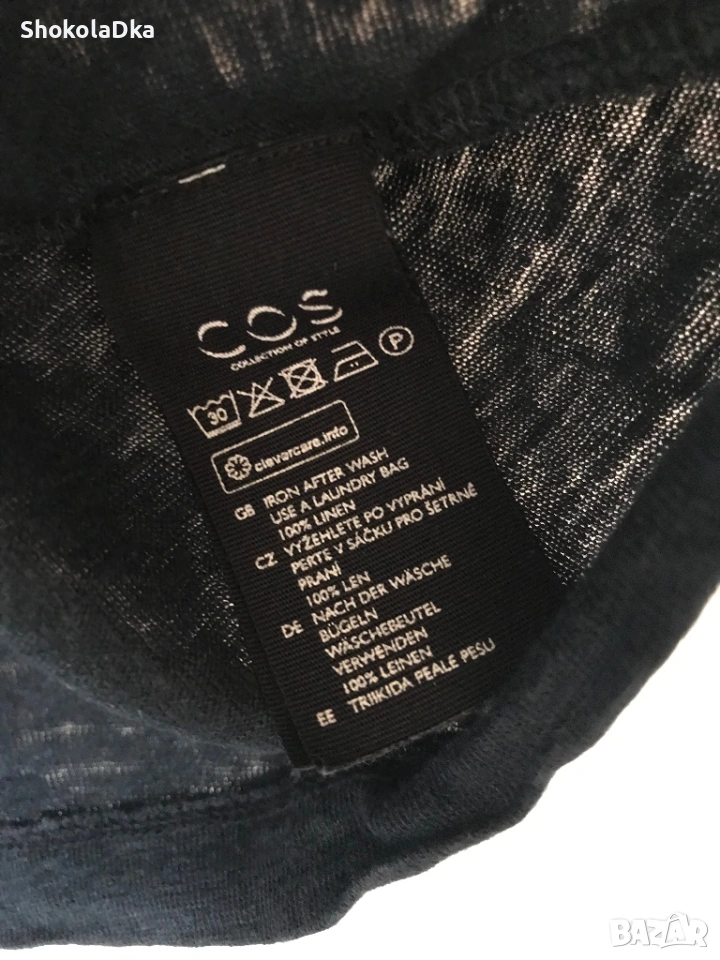 ShokolaDka
COS
COLLECTION OF STYLE
30
P
clevercare.info
GB IRON AFTER WASH
USE A LAUNDRY BAG
100% LINEN
CZ VYŽEHLETE PO VYPRÁNÍ
PERTE V SÁČKU PRO ŠETRNÉ
PRANÍ
100% LEN
DE NACH DER WÄSCHE
BÜGELN
WÄSCHEBEUTEL
VERWENDEN
100% LEINEN
EE TRIIKIDA PEALE PESU
BAZAR